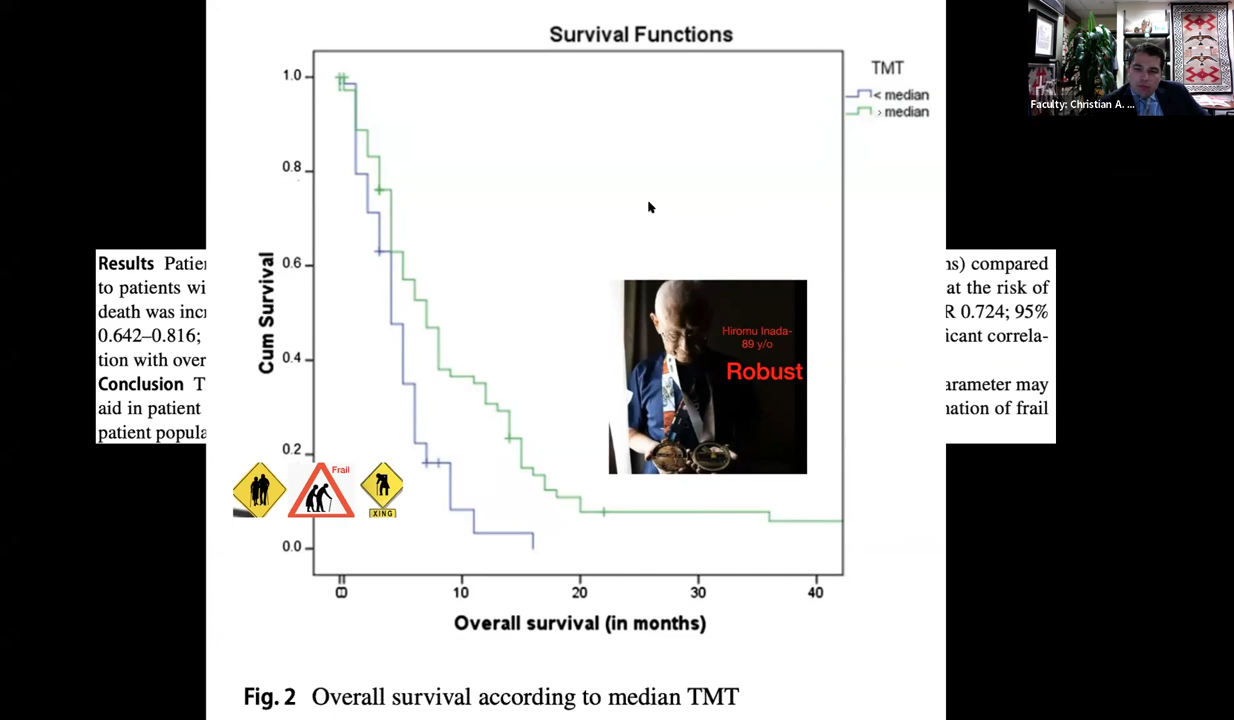 Survival Functions
TMT
< median
> median
Faculty: Christian A. ...
1.0
0.8
0.6
0.4
0.2
0.0
Cum Survival
Results Patie
to patients wi
death was incr
0.642–0.816;
tion with over
Conclusion T
aid in patient
patient popula
ns) compared
at the risk of
R 0.724; 95%
icant correla-
arameter may
nation of frail
Hiromu Inada-
89 y/o
Robust
Frail
XING
0
10
20
30
40
Overall survival (in months)
Fig. 2 Overall survival according to median TMT